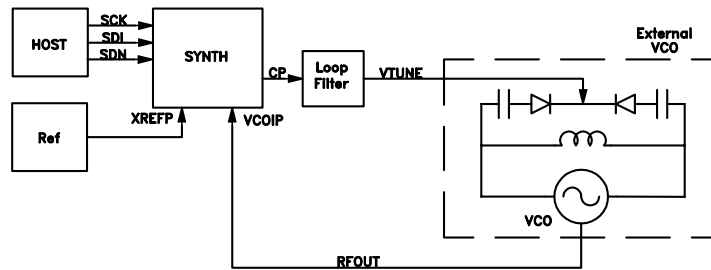 HOST
SCK
SDI
SDN
SYNTH
CP
Loop
Filter
VTUNE
External
VCO
Ref
XREFP
VCOIP
VCO
RFOUT